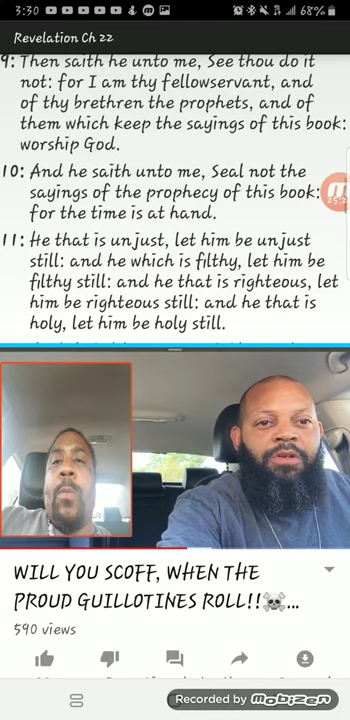 3:30
68%
Revelation Ch 22
9: Then saith he unto me, See thou do it
not: for I am thy fellowservant, and
of thy brethren the prophets, and of
them which keep the sayings of this book:
worship God.
10: And he saith unto me, Seal not the
sayings of the prophecy of this book:
for the time is at hand.
11: He that is unjust, let him be unjust
still: and he which is filthy, let him be
filthy still: and he that is righteous, let
him be righteous still: and he that is
holy, let him be holy still.
WILL YOU SCOFF, WHEN THE
PROUD GUILLOTINES ROLL!!☠️...
590 views
Recorded by mobizen